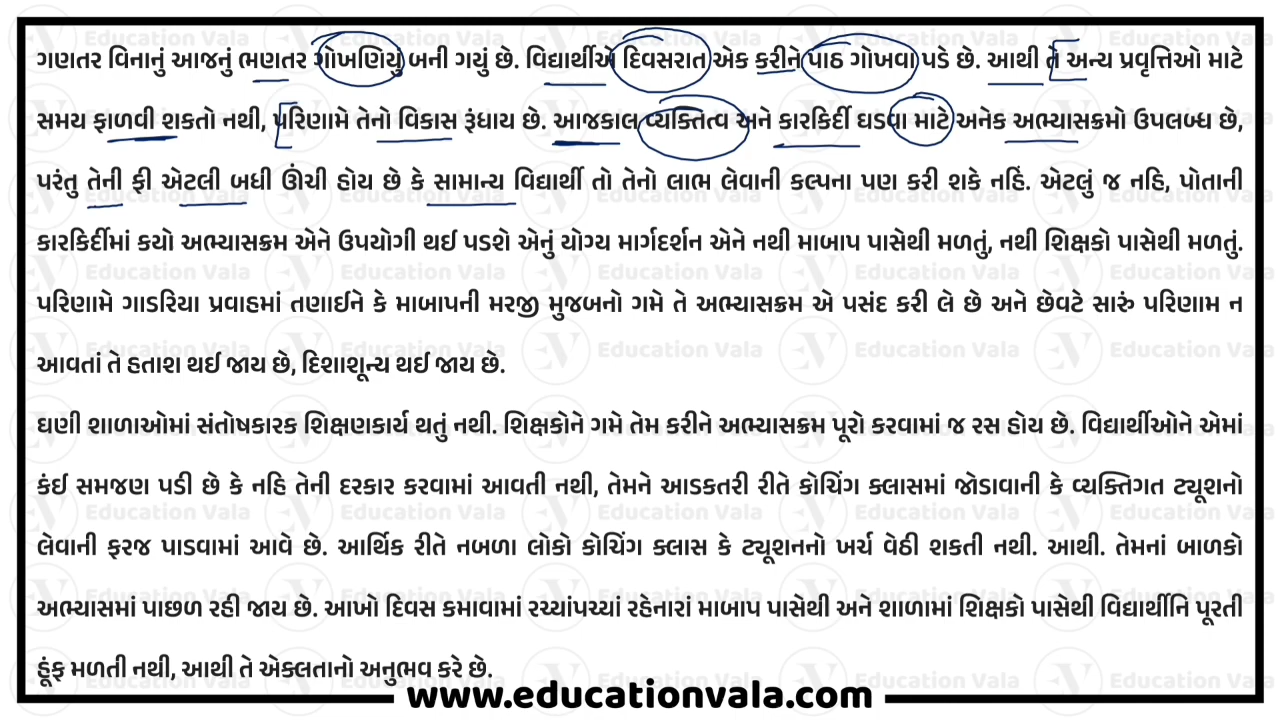 ગણતર વિનાનું આજનું ભણતર ગોખણિયું બની ગયું છે. વિદ્યાર્થીએ દિવસરાત એક કરીને પાઠ ગોખવા પડે છે. આથી તે અન્ય પ્રવૃત્તિઓ માટે
સમય ફાળવી શકતો નથી, પરિણામે તેનો વિકાસ રૂંધાય છે. આજકાલ વ્યક્તિત્વ અને કારકિર્દી ઘડવા માટે અનેક અભ્યાસક્રમો ઉપલબ્ધ છે,
પરંતુ તેની ફી એટલી બધી ઊંચી હોય છે કે સામાન્ય વિદ્યાર્થી તો તેનો લાભ લેવાની કલ્પના પણ કરી શકે નહિં. એટલું જ નહિ, પોતાની
કારકિર્દીમાં કયો અભ્યાસક્રમ એને ઉપયોગી થઈ પડશે એનું યોગ્ય માર્ગદર્શન એને નથી માબાપ પાસેથી મળતું, નથી શિક્ષકો પાસેથી મળતું.
પરિણામે ગાડરિયા પ્રવાહમાં તણાઈને કે માબાપની મરજી મુજબનો ગમે તે અભ્યાસક્રમ એ પસંદ કરી લે છે અને છેવટે સારું પરિણામ ન
આવતાં તે હતાશ થઈ જાય છે, દિશાશૂન્ય થઈ જાય છે.
ઘણી શાળાઓમાં સંતોષકારક શિક્ષણકાર્ય થતું નથી. શિક્ષકોને ગમે તેમ કરીને અભ્યાસક્રમ પૂરો કરવામાં જ રસ હોય છે. વિદ્યાર્થીઓને એમાં
કંઈ સમજણ પડી છે કે નહિ તેની દરકાર કરવામાં આવતી નથી, તેમને આડકતરી રીતે કોચિંગ ક્લાસમાં જોડાવાની કે વ્યક્તિગત ટ્યૂશનો
લેવાની ફરજ પાડવામાં આવે છે. આર્થિક રીતે નબળા લોકો કોચિંગ ક્લાસ કે ટ્યૂશનનો ખર્ચ વેઠી શકતી નથી. આથી. તેમનાં બાળકો
અભ્યાસમાં પાછળ રહી જાય છે. આખો દિવસ કમાવામાં રચ્યાંપચ્યાં રહેનારાં માબાપ પાસેથી અને શાળામાં શિક્ષકો પાસેથી વિદ્યાર્થીનિ પૂરતી
હૂંફ મળતી નથી, આથી તે એકલતાનો અનુભવ કરે છે.
www.educationvala.com